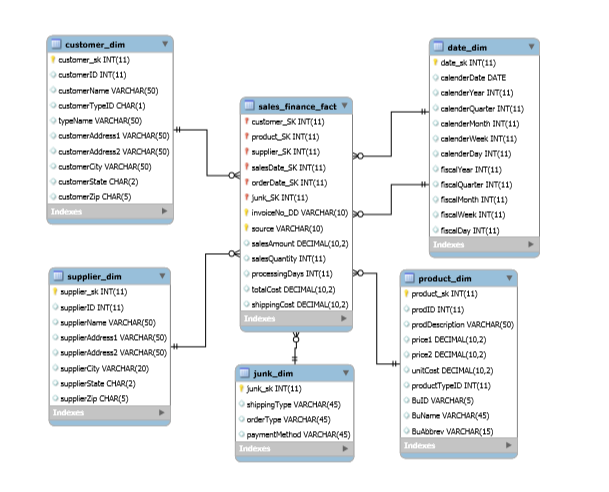 customer_dim
customer_sk INT(11)
customerID INT(11)
customerName VARCHAR(50)
customerTypeID CHAR(1)
typeName VARCHAR(50)
customerAddress1 VARCHAR(50)
customerAddress2 VARCHAR(50)
customerCity VARCHAR(50)
customerState CHAR(2)
customerZip CHAR(5)
Indexes
supplier_dim
supplier_sk INT(11)
supplierID INT(11)
supplierName VARCHAR(50)
supplierAddress1 VARCHAR(50)
supplierAddress2 VARCHAR(50)
supplierCity VARCHAR(20)
supplierState CHAR(2)
supplierZip CHAR(5)
Indexes
sales_finance_fact
customer_SK INT(11)
product_SK INT(11)
supplier_SK INT(11)
salesDate_SK INT(11)
orderDate_SK INT(11)
junk_SK INT(11)
invoiceNo_DD VARCHAR(10)
source VARCHAR(10)
salesAmount DECIMAL(10,2)
salesQuantity INT(11)
processingDays INT(11)
totalCost DECIMAL(10,2)
shippingCost DECIMAL(10,2)
Indexes
junk_dim
junk_sk INT(11)
shippingType VARCHAR(45)
orderType VARCHAR(45)
paymentMethod VARCHAR(45)
Indexes
date_dim
date_sk INT(11)
calenderDate DATE
calenderYear INT(11)
calenderQuarter INT(11)
calenderMonth INT(11)
calenderWeek INT(11)
calenderDay INT(11)
fiscalYear INT(11)
fiscalQuarter INT(11)
fiscalMonth INT(11)
fiscalWeek INT(11)
fiscalDay INT(11)
Indexes
product_dim
product_sk INT(11)
prodID INT(11)
prodDescription VARCHAR(50)
price1 DECIMAL(10,2)
price2 DECIMAL(10,2)
unitCost DECIMAL(10,2)
productTypeID INT(11)
BuID VARCHAR(5)
BuName VARCHAR(45)
BuAbbrev VARCHAR(15)
Indexes